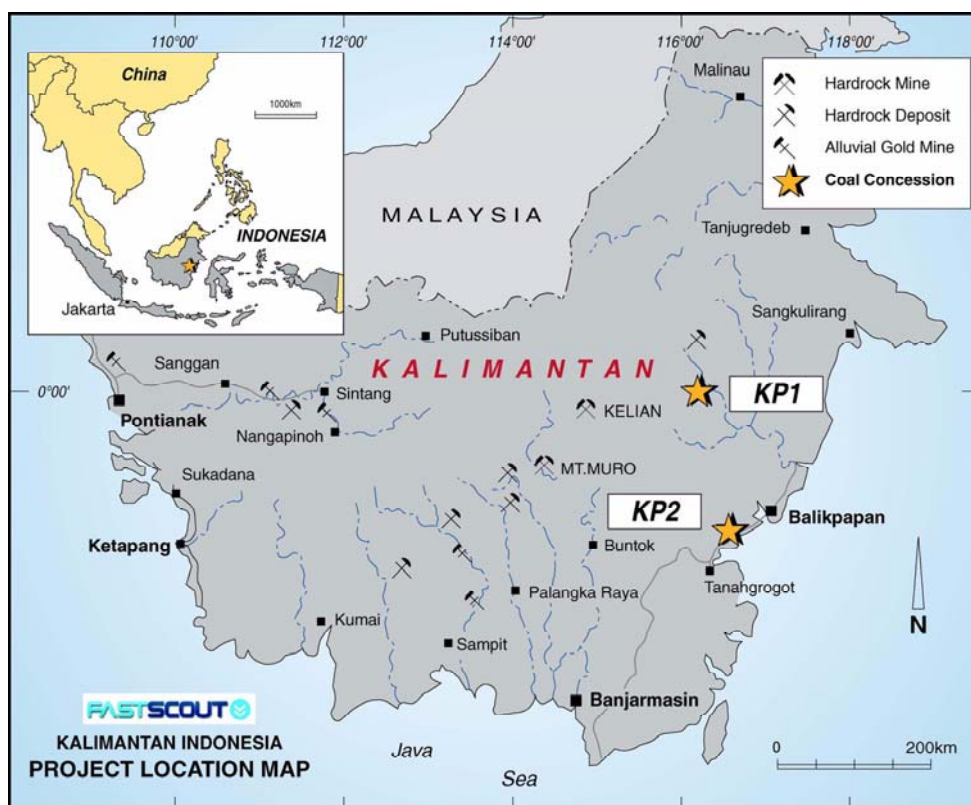 110°00'
112°00'
114°00'
116°00'
118°00'
China
1000km
INDONESIA
Jakarta
Malinau
Hardrock Mine
Hardrock Deposit
Alluvial Gold Mine
Coal Concession
MALAYSIA
Tanjugredeb
Sangkulirang
Putussiban
KALIMANTAN
Sanggan
Sintang
0°00'
KP1
Pontianak
KELIAN
Nangapinoh
MT.MURO
Sukadana
KP2
Balikpapan
Ketapang
Buntok
Tanahgrogot
Palangka Raya
N
Kumai
Sampit
Banjarmasin
FASTSCOUT
KALIMANTAN INDONESIA
PROJECT LOCATION MAP
Java
Sea
0
200km